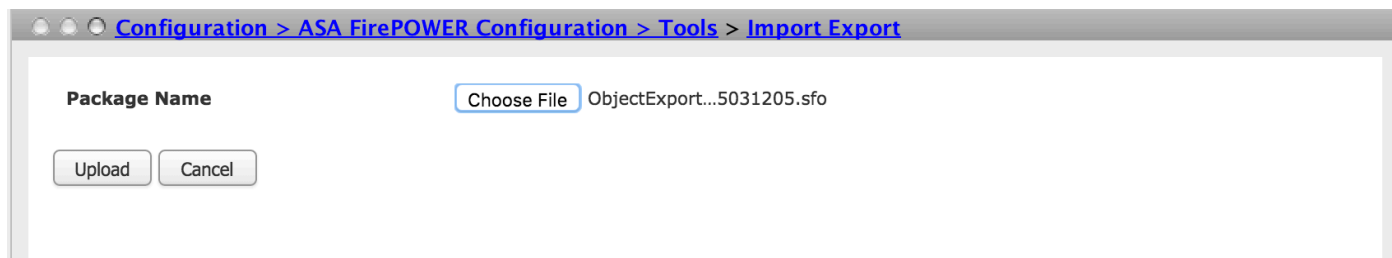 Configuration > ASA FirePOWER Configuration > Tools > Import Export
Package Name Choose File ObjectExport...5031205.sfo
Upload Cancel